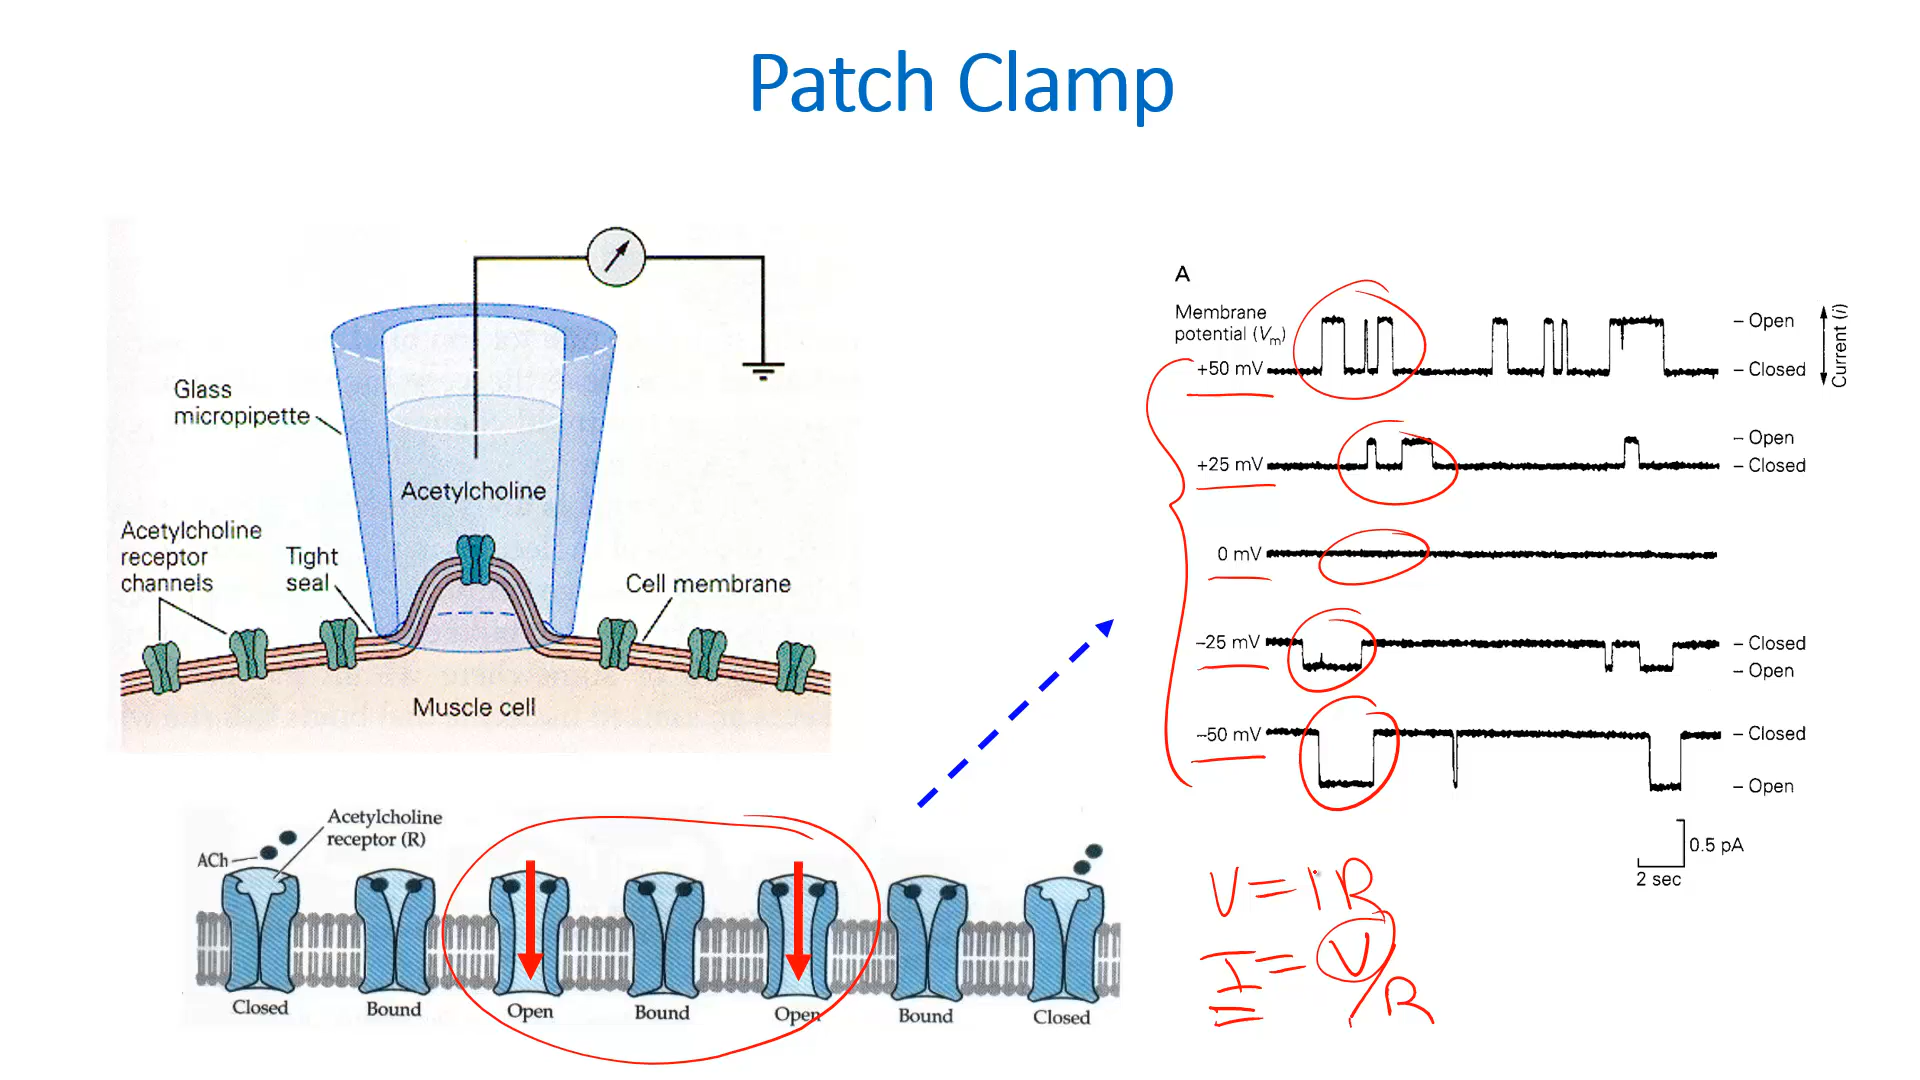 Patch Clamp
Glass
micropipette
Acetylcholine
Acetylcholine
receptor
channels
Tight
seal
Cell membrane
Muscle cell
Acetylcholine
receptor (R)
ACh
Closed
Bound
Open
Bound
Open
Bound
Closed
A
Membrane
potential (Vm)
+50 mV
– Open
– Closed
Current (i)
+25 mV
– Open
– Closed
0 mV
–25 mV
– Closed
– Open
–50 mV
– Closed
– Open
0.5 pA
2 sec
V = IR
I = V/R